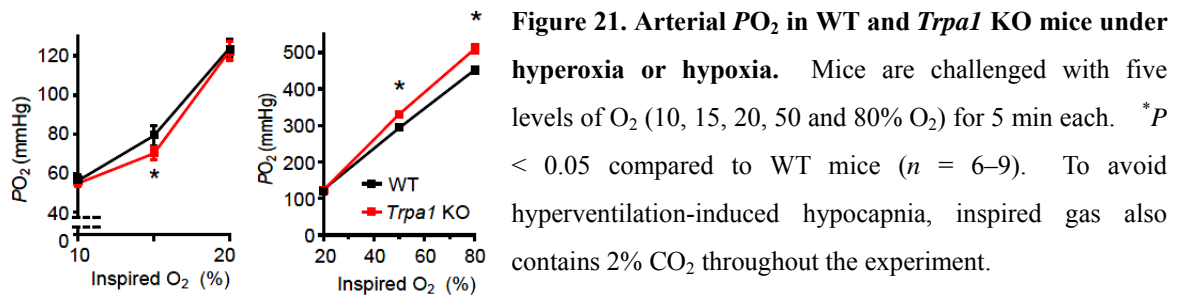 120
100
80
60
40
0
PO2 (mmHg)
*
10
20
Inspired O2 (%)
500
400
300
200
100
0
PO2 (mmHg)
*
*
WT
Trpa1 KO
20
40
60
80
Inspired O2 (%)
Figure 21. Arterial PO2 in WT and Trpa1 KO mice under
hyperoxia or hypoxia. Mice are challenged with five
levels of O2 (10, 15, 20, 50 and 80% O2) for 5 min each. *P
< 0.05 compared to WT mice (n = 6–9). To avoid
hyperventilation-induced hypocapnia, inspired gas also
contains 2% CO2 throughout the experiment.